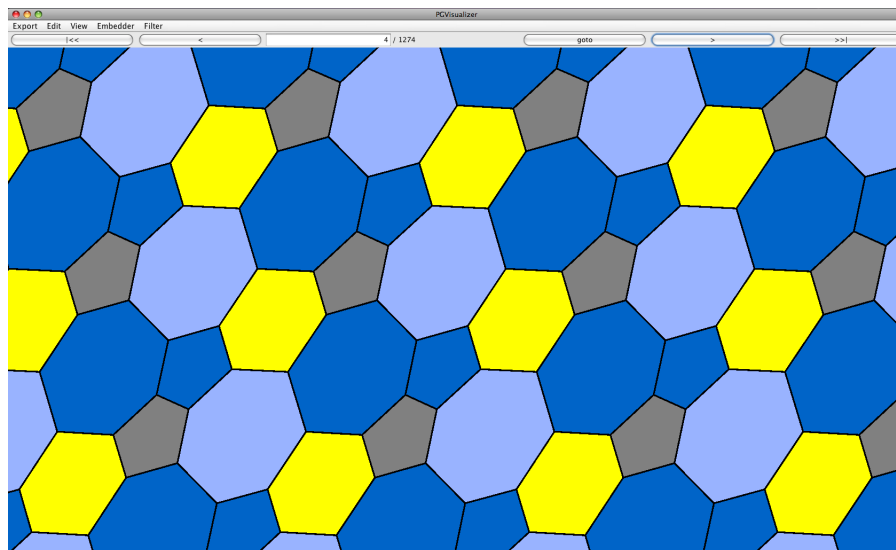 PGVisualizer
Export Edit View Embedder Filter
|<< < 4 / 1274 goto > >>|